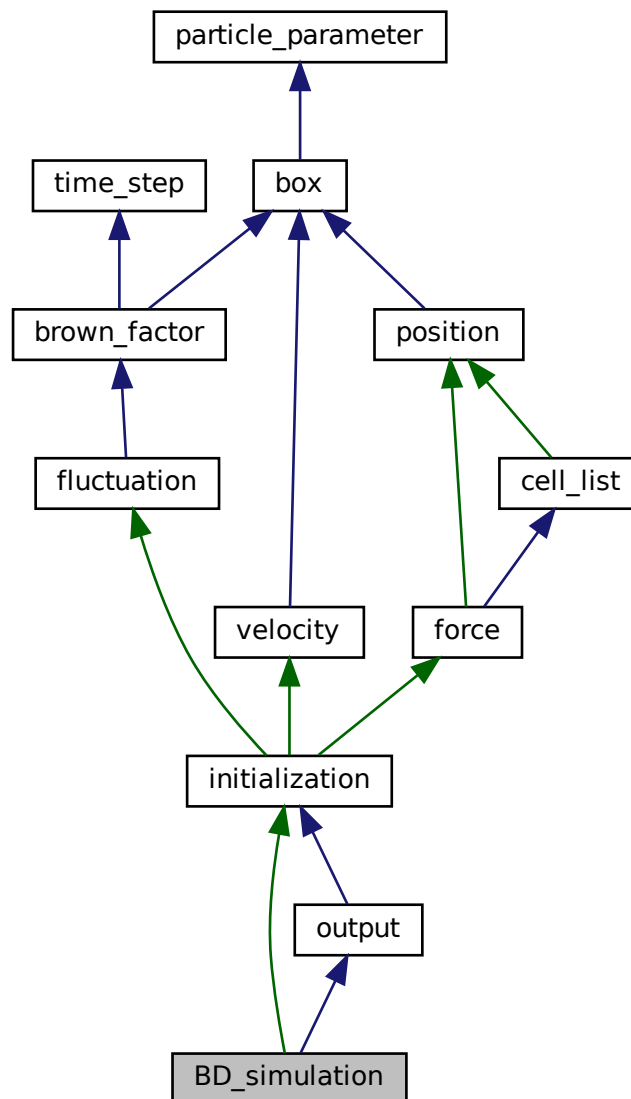 particle_parameter
time_step
box
brown_factor
position
fluctuation
cell_list
velocity
force
initialization
output
BD_simulation